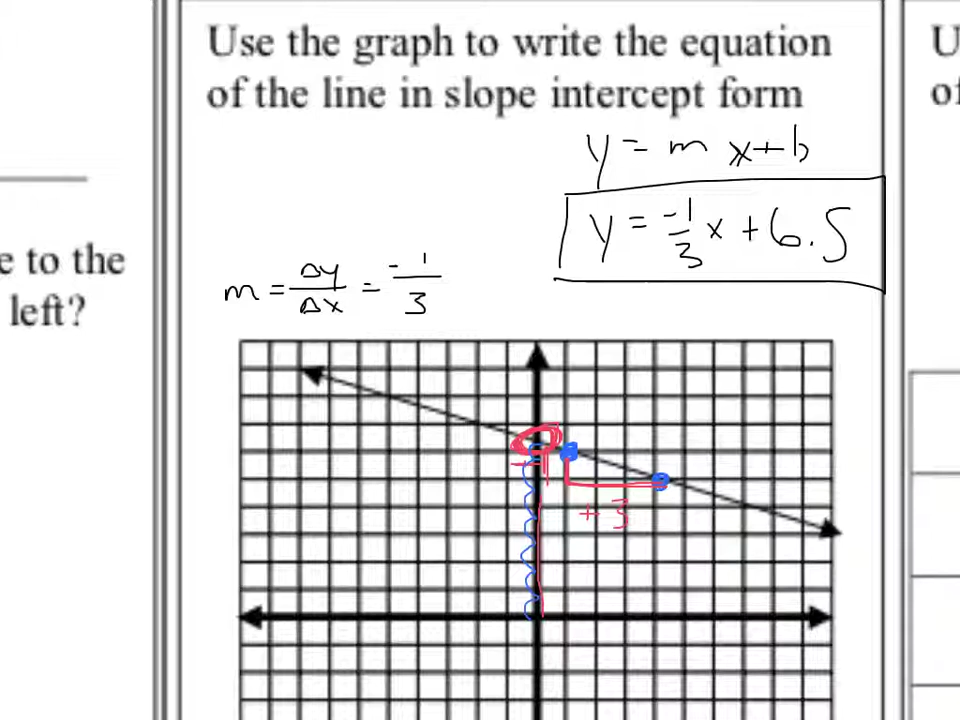 Use the graph to write the equation
of the line in slope intercept form
U
of
y = m x + b
y = -1/3 x + 6.5
e to the
left?
m = Δy/Δx = -1/3
+ 3